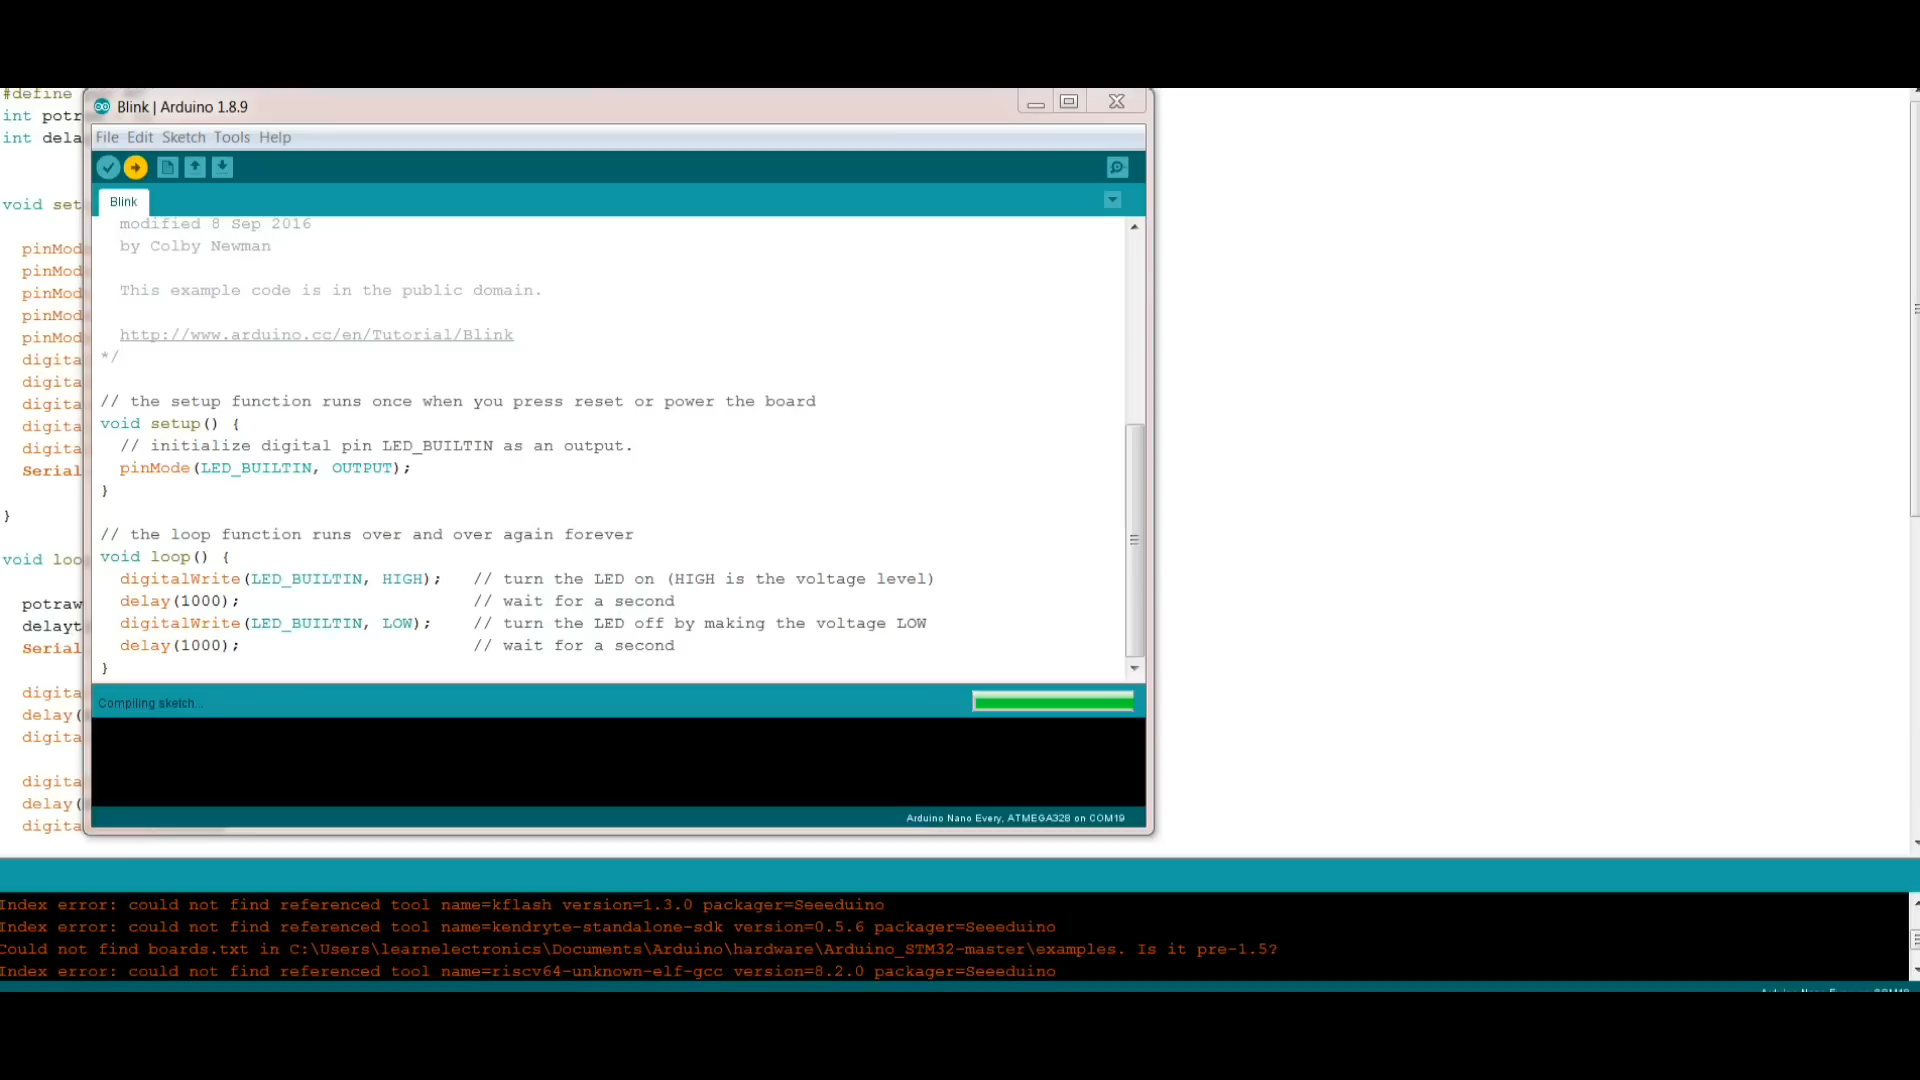 #define
int potr
int dela
void set
pinMod
pinMod
pinMod
pinMod
pinMod
digita
digita
digita
digita
digita
Serial
}
void loo
potraw
delayt
Serial
digita
delay(
digita
digita
delay(
digita
Blink | Arduino 1.8.9
File Edit Sketch Tools Help
Blink
modified 8 Sep 2016
by Colby Newman
This example code is in the public domain.
http://www.arduino.cc/en/Tutorial/Blink
*/
// the setup function runs once when you press reset or power the board
void setup() {
// initialize digital pin LED_BUILTIN as an output.
pinMode(LED_BUILTIN, OUTPUT);
}
// the loop function runs over and over again forever
void loop() {
digitalWrite(LED_BUILTIN, HIGH);   // turn the LED on (HIGH is the voltage level)
delay(1000);                       // wait for a second
digitalWrite(LED_BUILTIN, LOW);    // turn the LED off by making the voltage LOW
delay(1000);                       // wait for a second
}
Compiling sketch...
Arduino Nano Every, ATMEGA328 on COM19
Index error: could not find referenced tool name=kflash version=1.3.0 packager=Seeeduino
Index error: could not find referenced tool name=kendryte-standalone-sdk version=0.5.6 packager=Seeeduino
Could not find boards.txt in C:\Users\learnelectronics\Documents\Arduino\hardware\Arduino_STM32-master\examples. Is it pre-1.5?
Index error: could not find referenced tool name=riscv64-unknown-elf-gcc version=8.2.0 packager=Seeeduino